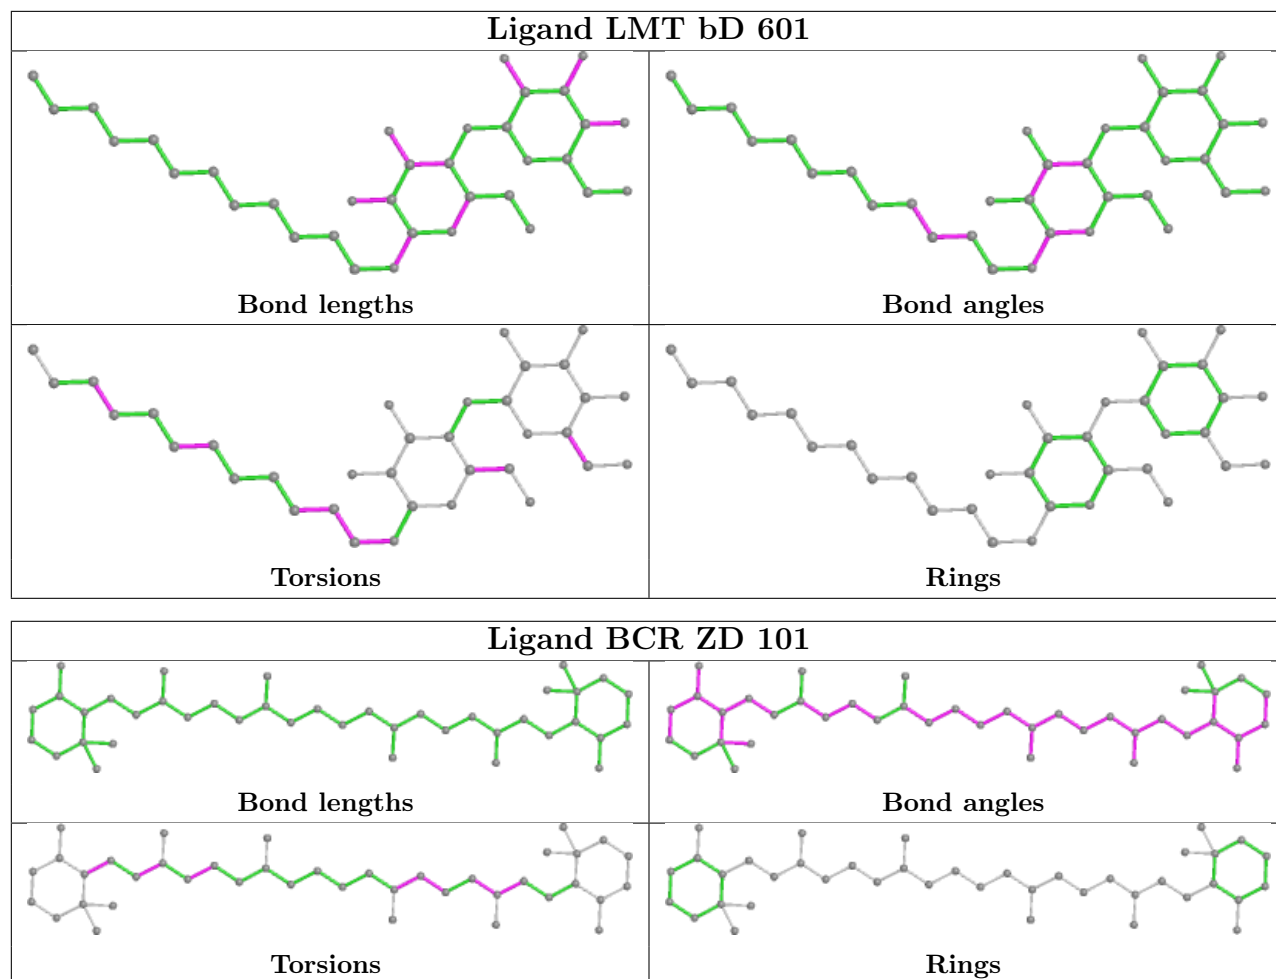 Ligand LMT bD 601
Bond lengths
Bond angles
Torsions
Rings
Ligand BCR ZD 101
Bond lengths
Bond angles
Torsions
Rings